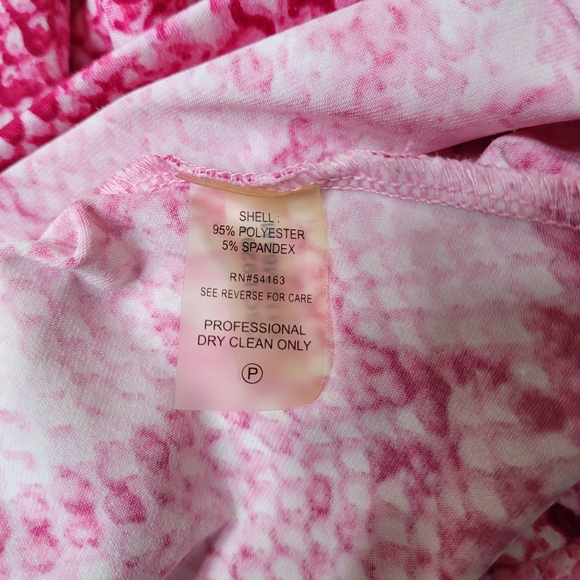 SHELL :
95% POLYESTER
5% SPANDEX
RN#54163
SEE REVERSE FOR CARE
PROFESSIONAL
DRY CLEAN ONLY
P